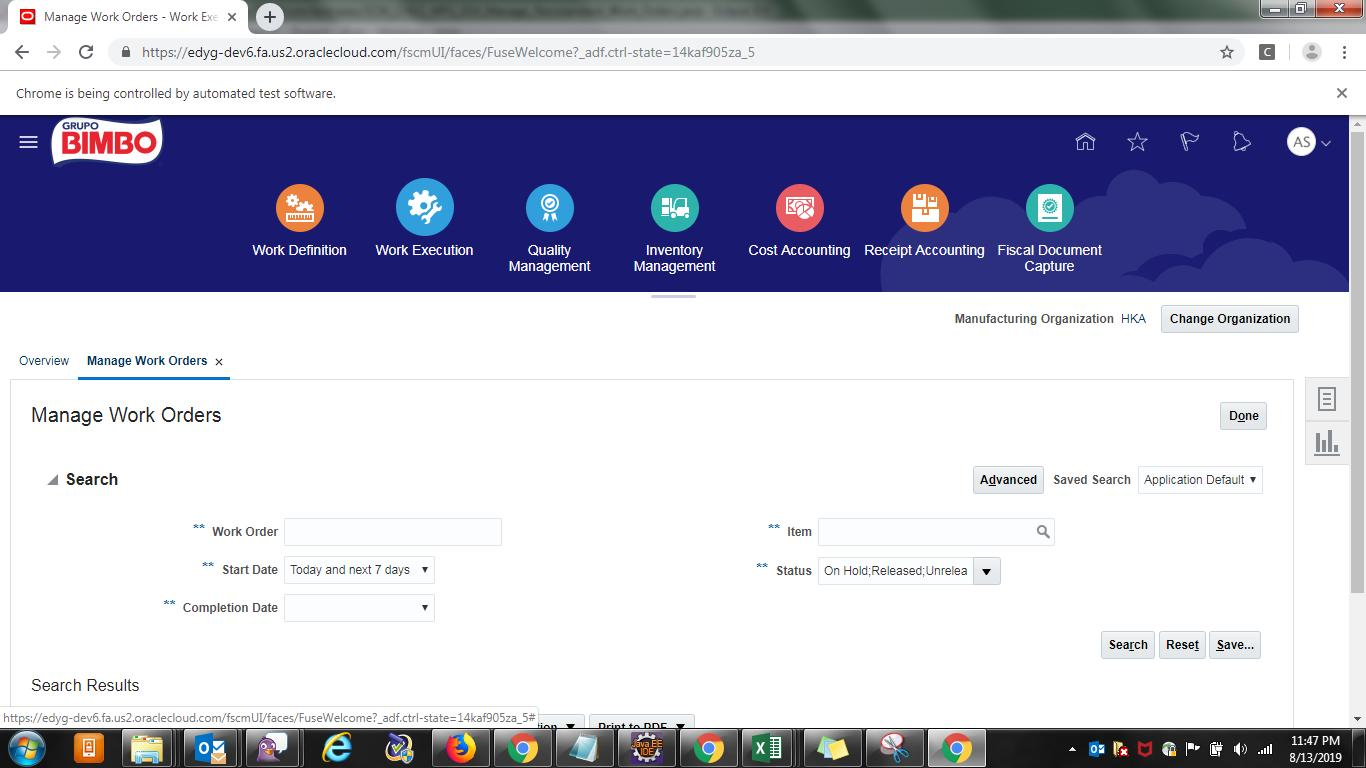 Manage Work Orders - Work Exe
https://edyg-dev6.fa.us2.oraclecloud.com/fscmUI/faces/FuseWelcome?_adf.ctrl-state=14kaf905za_5
C
Chrome is being controlled by automated test software.
GRUPO
BIMBO
AS
Work Definition
Work Execution
Quality Management
Inventory Management
Cost Accounting
Receipt Accounting
Fiscal Document Capture
Manufacturing Organization HKA Change Organization
Overview Manage Work Orders
Manage Work Orders
Done
Search
Advanced Saved Search Application Default
** Work Order
** Item
** Start Date Today and next 7 days
** Status On Hold;Released;Unrelea
** Completion Date
Search Reset Save...
Search Results
https://edyg-dev6.fa.us2.oraclecloud.com/fscmUI/faces/FuseWelcome?_adf.ctrl-state=14kaf905za_5#
Print to PDF
Java EE
IDE
11:47 PM
8/13/2019